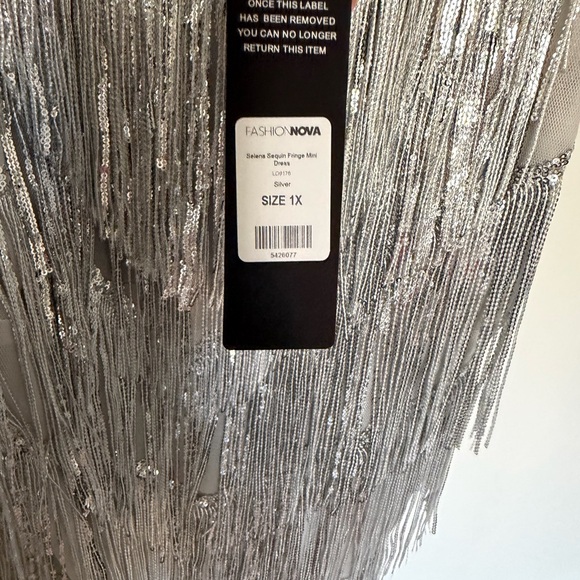 ONCE THIS LABEL
HAS BEEN REMOVED
YOU CAN NO LONGER
RETURN THIS ITEM
FASHIONNOVA
Selena Sequin Fringe Mini
Dress
LD9176
Silver
SIZE 1X
5426077